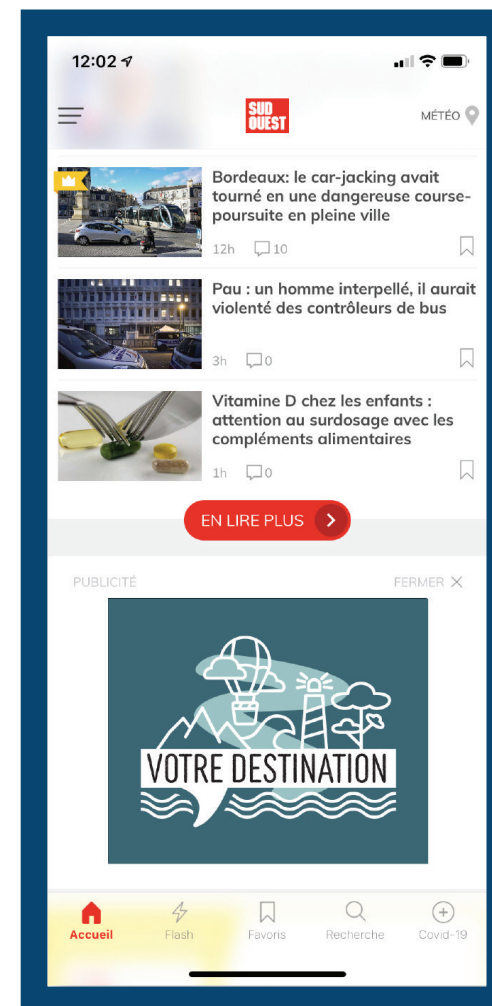 12:02
SUD
OUEST
MÉTÉO
Bordeaux: le car-jacking avait
tourné en une dangereuse course-
poursuite en pleine ville
12h 10
Pau : un homme interpellé, il aurait
violenté des contrôleurs de bus
3h 0
Vitamine D chez les enfants :
attention au surdosage avec les
compléments alimentaires
1h 0
EN LIRE PLUS
PUBLICITÉ FERMER
VOTRE DESTINATION
Accueil Flash Favoris Recherche Covid-19